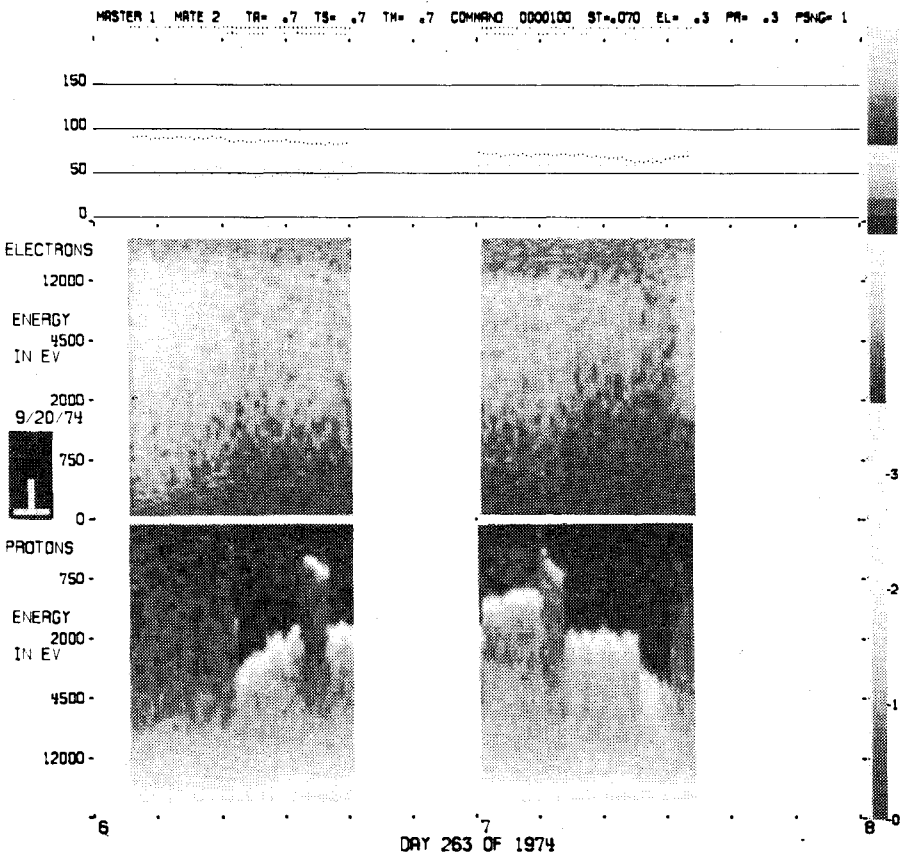 MASTER 1 MATE 2 TA= .7 TS= .7 TM= .7 COMMAND 0000100 ST=.070 EL= .3 PR= .3 PSNG= 1
150
100
50
0
ELECTRONS
12000
ENERGY
4500
IN EV
2000
9/20/74
750
0
PROTONS
750
ENERGY
2000
IN EV
4500
12000
-3
-2
-1
-0
6
7
8
DAY 263 OF 1974